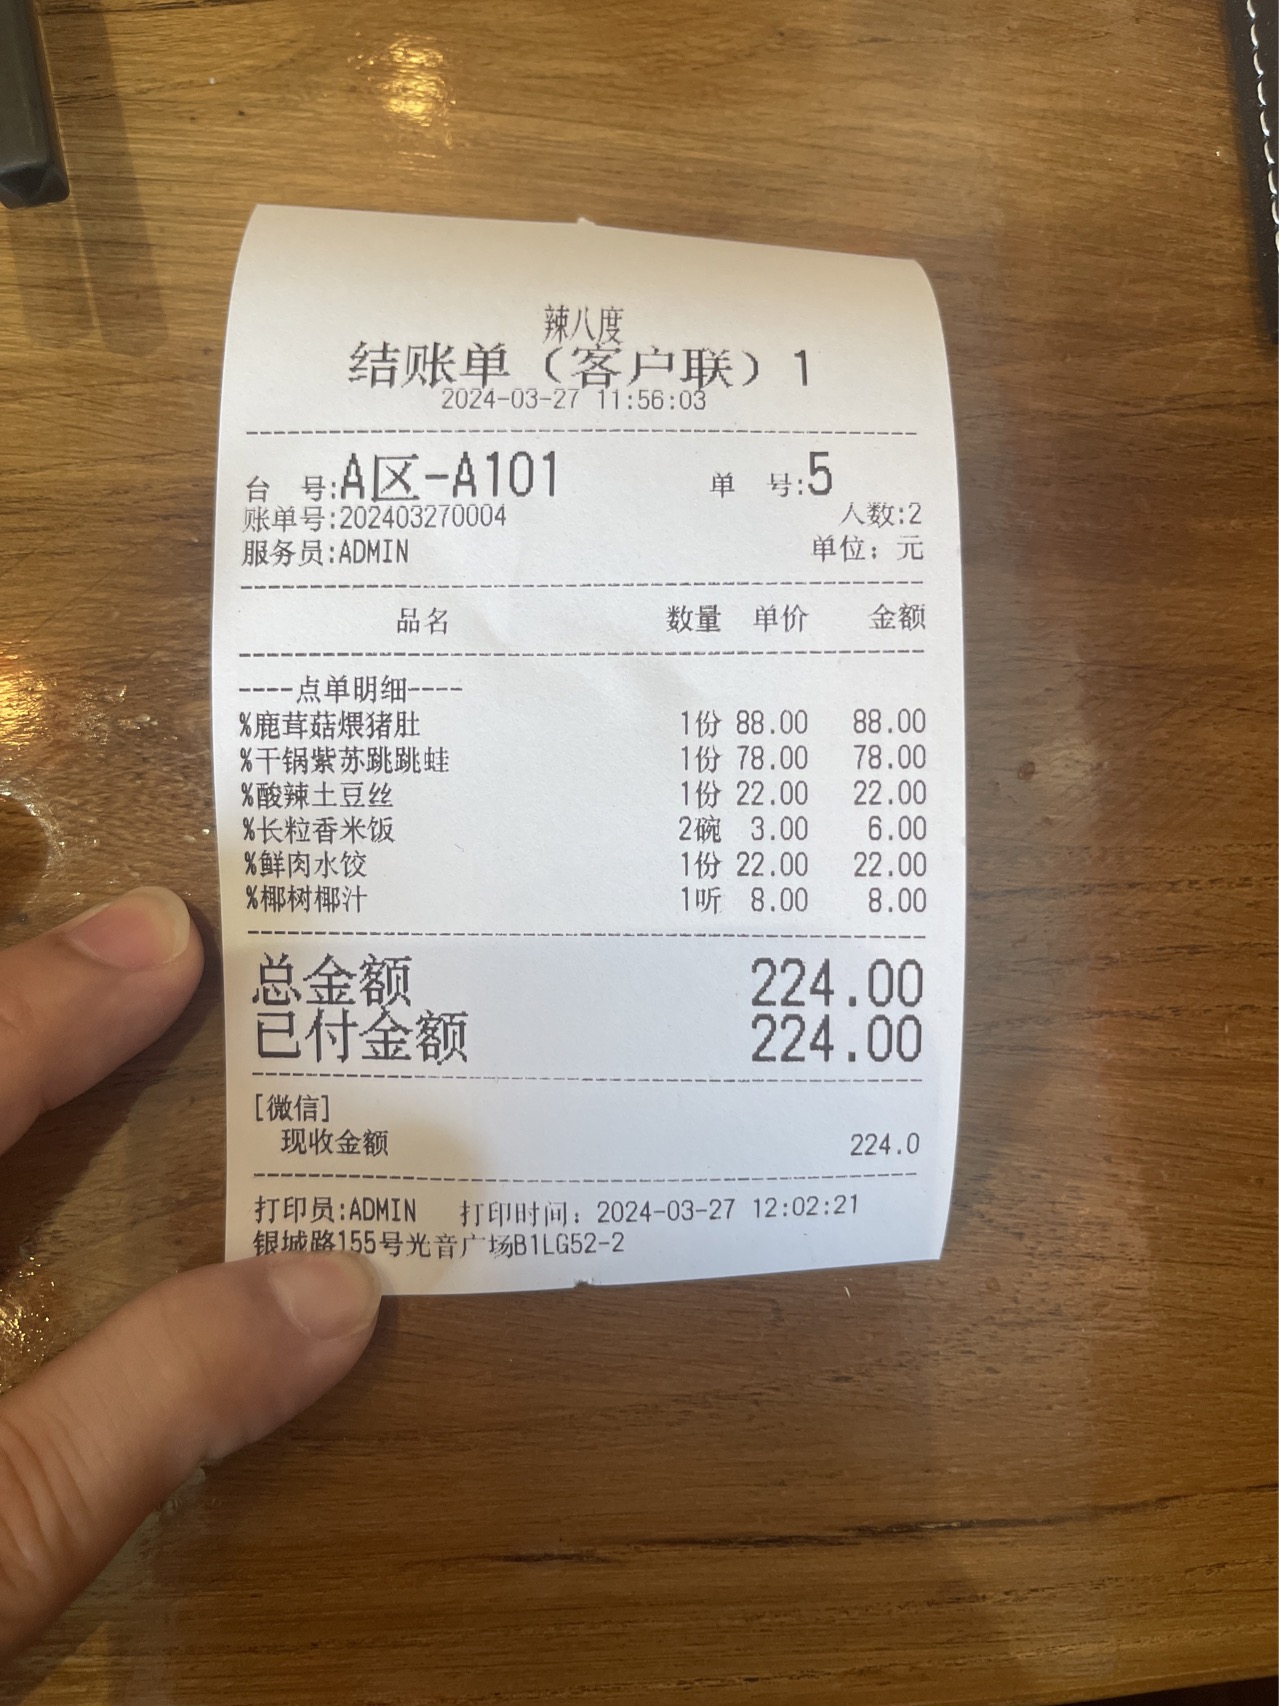 辣八度
结账单（客户联）1
2024-03-27 11:56:03
台 号:A区-A101 单 号:5
账单号:202403270004 人数:2
服务员:ADMIN 单位：元
品名 数量 单价 金额
----点单明细----
%鹿茸菇煨猪肚 1份 88.00 88.00
%干锅紫苏跳跳蛙 1份 78.00 78.00
%酸辣土豆丝 1份 22.00 22.00
%长粒香米饭 2碗 3.00 6.00
%鲜肉水饺 1份 22.00 22.00
%椰树椰汁 1听 8.00 8.00
总金额 224.00
已付金额 224.00
[微信]
现收金额 224.0
打印员:ADMIN 打印时间：2024-03-27 12:02:21
银城路155号光音广场B1LG52-2